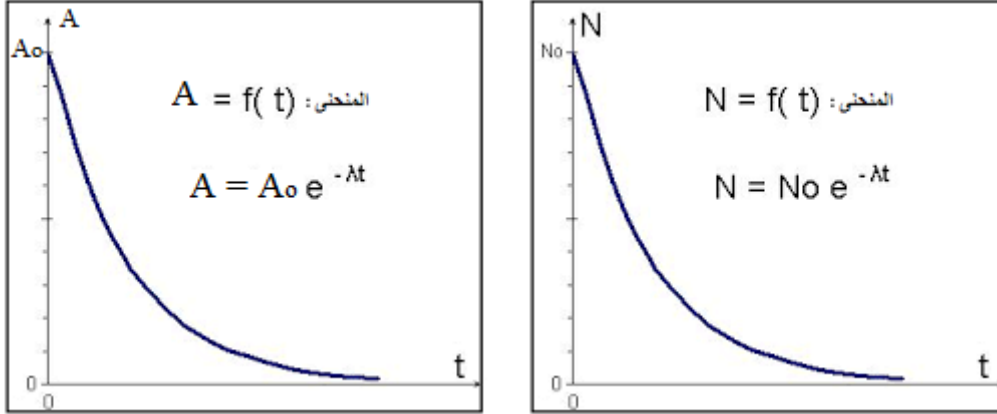 A
Ao
المنحنى : A = f( t)
A = Ao e - λt
t
0
0
N
No
المنحنى : N = f( t)
N = No e - λt
t
0
0